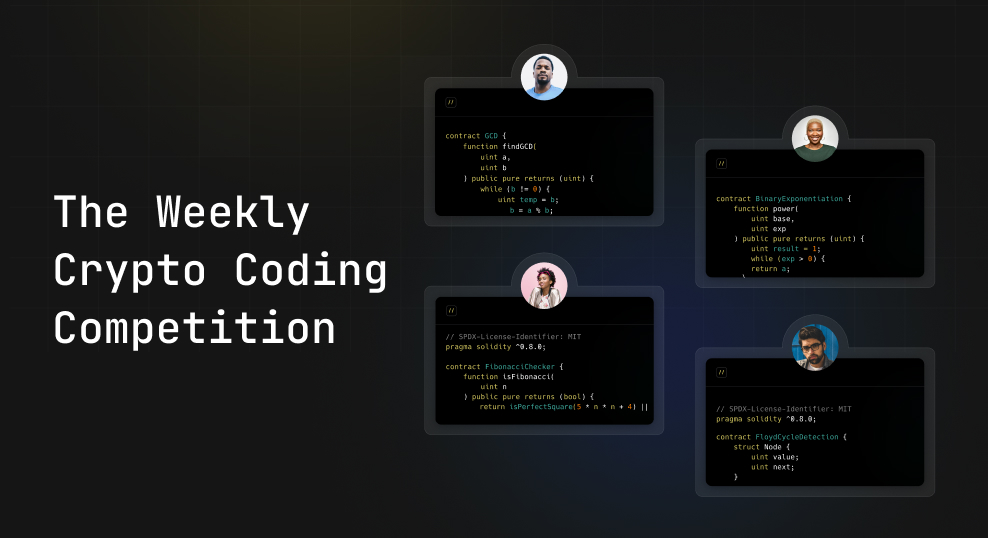 The Weekly
Crypto Coding
Competition
//
contract GCD {
function findGCD(
uint a,
uint b
) public pure returns (uint) {
while (b != 0) {
uint temp = b;
b = a % b;
//
contract BinaryExponentiation {
function power(
uint base,
uint exp
) public pure returns (uint) {
uint result = 1;
while (exp > 0) {
return a;
//
// SPDX-License-Identifier: MIT
pragma solidity ^0.8.0;
contract FibonacciChecker {
function isFibonacci(
uint n
) public pure returns (bool) {
return isPerfectSquare(5 * n * n + 4) ||
//
// SPDX-License-Identifier: MIT
pragma solidity ^0.8.0;
contract FloydCycleDetection {
struct Node {
uint value;
uint next;
}